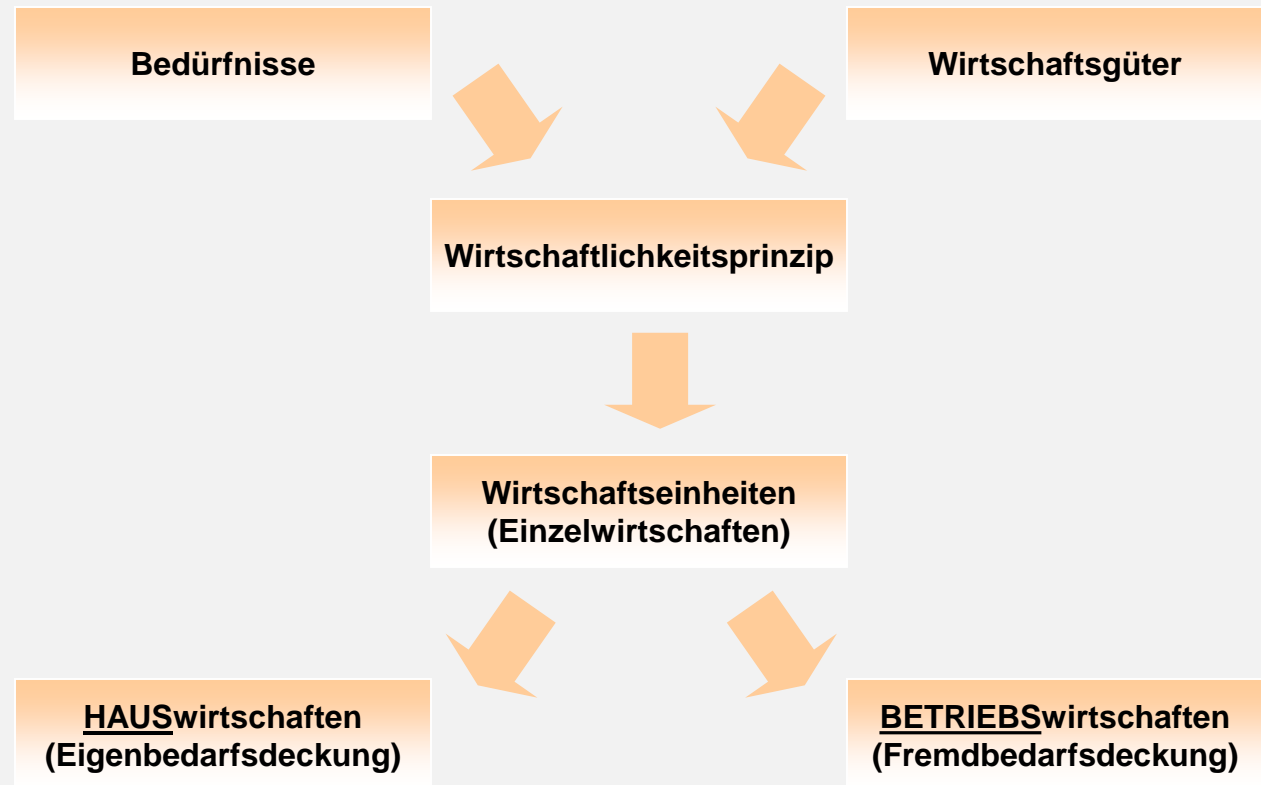 Bedürfnisse
Wirtschaftsgüter
Wirtschaftlichkeitsprinzip
Wirtschaftseinheiten
(Einzelwirtschaften)
HAUSwirtschaften
(Eigenbedarfsdeckung)
BETRIEBSwirtschaften
(Fremdbedarfsdeckung)